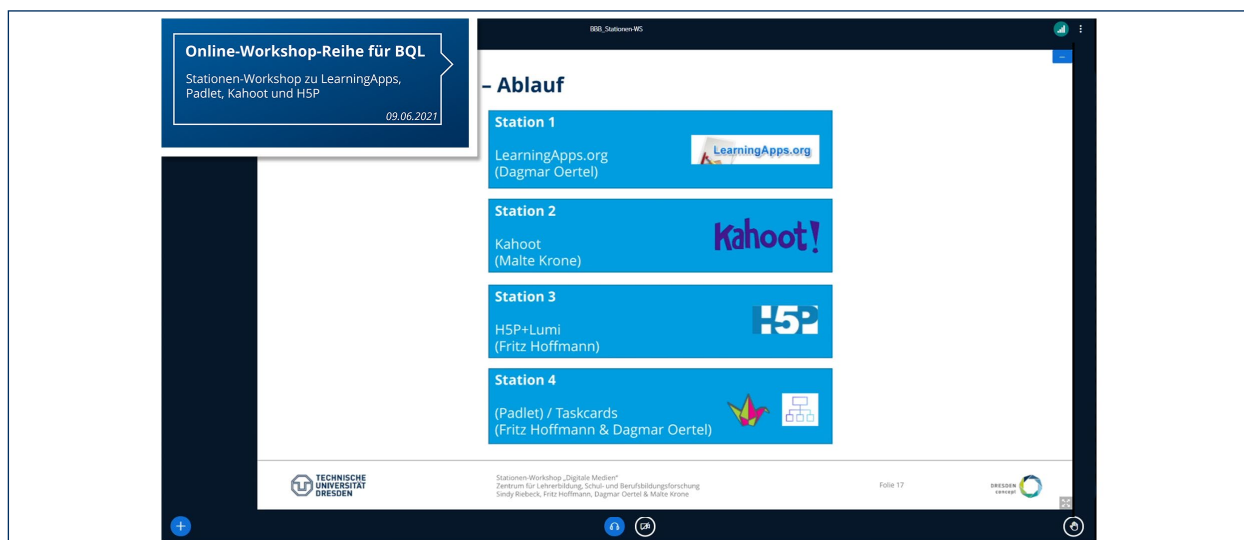 Online-Workshop-Reihe für BQL
Stationen-Workshop zu LearningApps,
Padlet, Kahoot und H5P
09.06.2021
BBB_Stationen-WS
– Ablauf
Station 1
LearningApps.org
(Dagmar Oertel)
LearningApps.org
Station 2
Kahoot
(Malte Krone)
Kahoot!
Station 3
H5P+Lumi
(Fritz Hoffmann)
H5P
Station 4
(Padlet) / Taskcards
(Fritz Hoffmann & Dagmar Oertel)
TECHNISCHE
UNIVERSITÄT
DRESDEN
Stationen-Workshop „Digitale Medien“
Zentrum für Lehrerbildung, Schul- und Berufsbildungsforschung
Sindy Riebeck, Fritz Hoffmann, Dagmar Oertel & Malte Krone
Folie 17
DRESDEN
concept